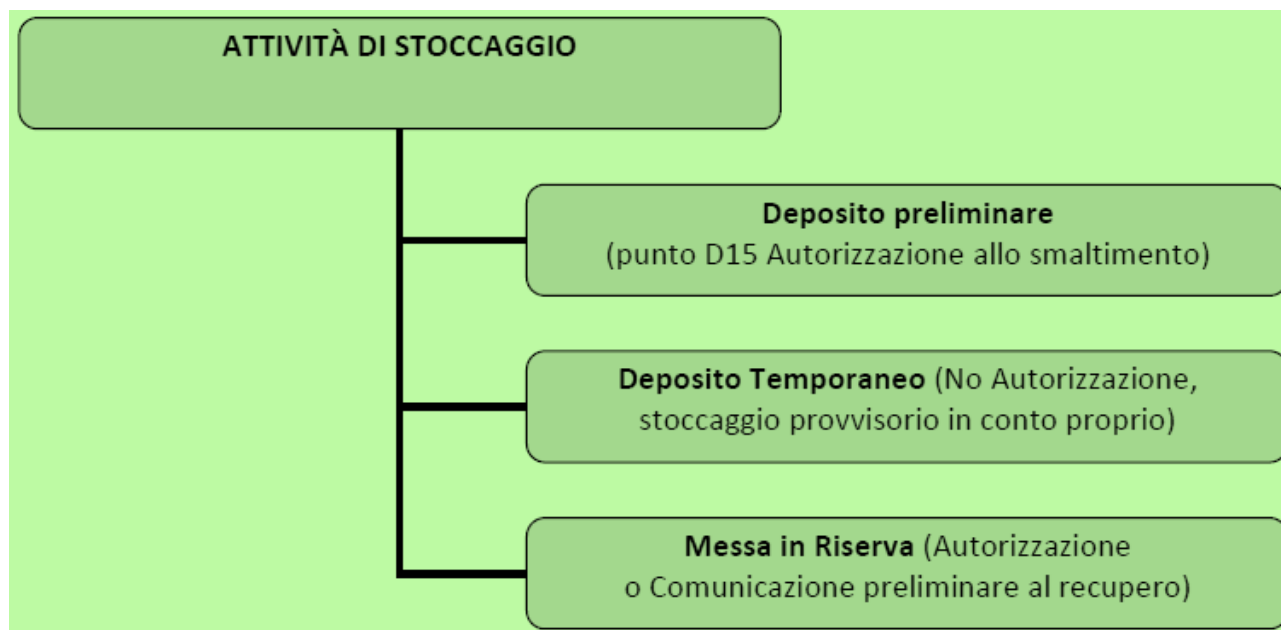 ATTIVITÀ DI STOCCAGGIO
Deposito preliminare
(punto D15 Autorizzazione allo smaltimento)
Deposito Temporaneo (No Autorizzazione,
stoccaggio provvisorio in conto proprio)
Messa in Riserva (Autorizzazione
o Comunicazione preliminare al recupero)